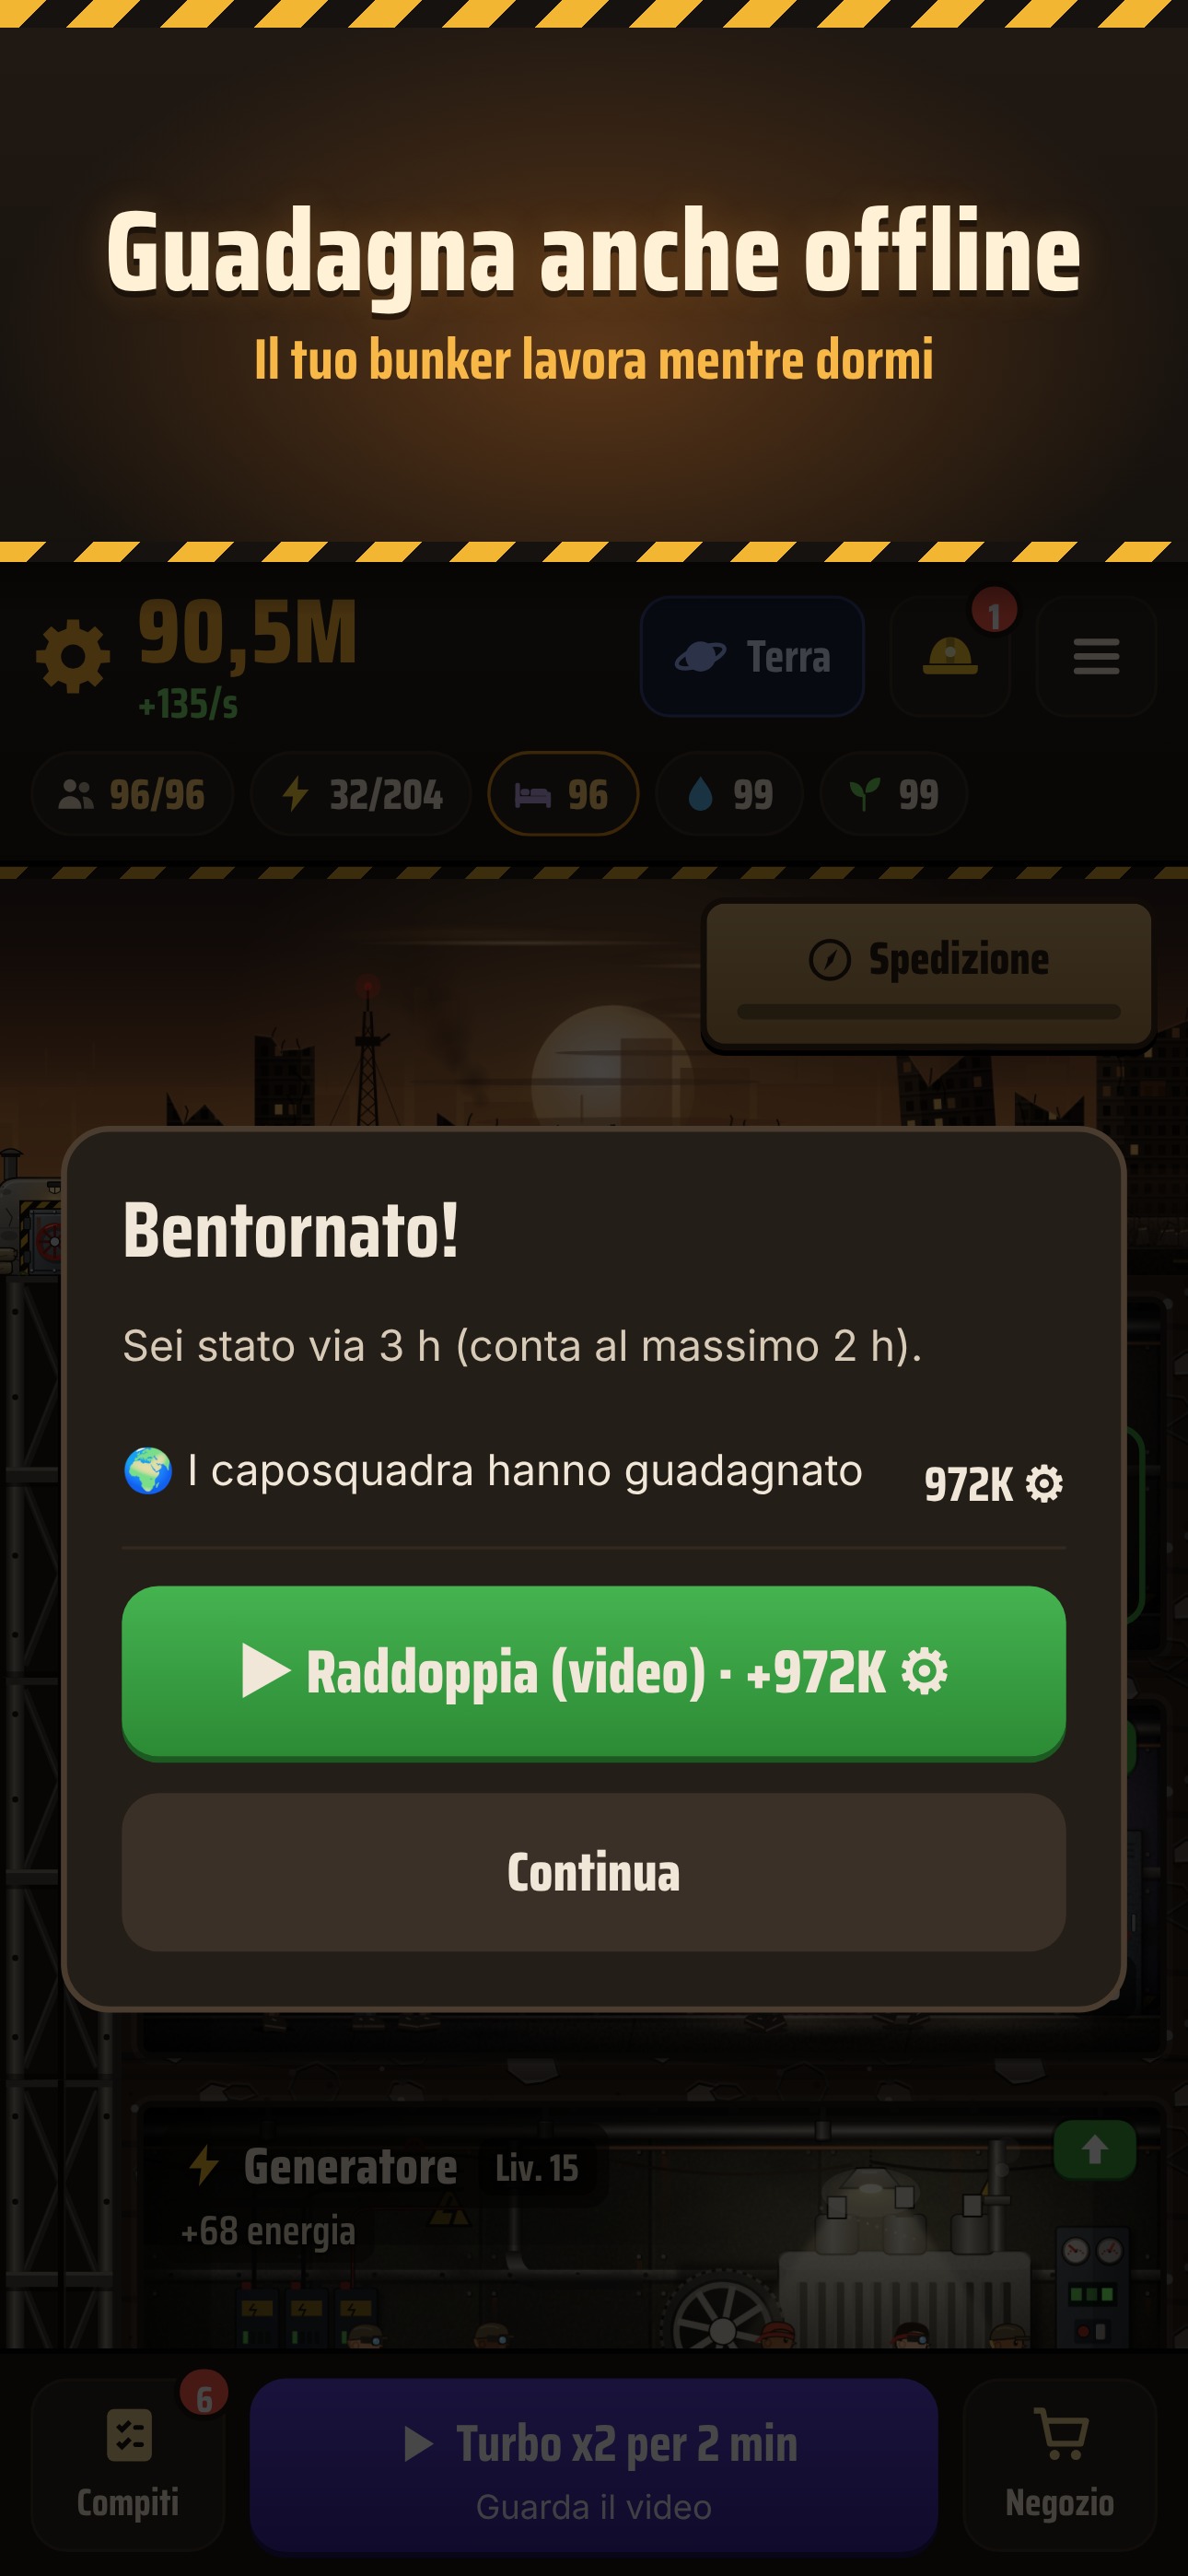 Guadagna anche offline
Il tuo bunker lavora mentre dormi
90,5M
+135/s
Terra
1
96/96
32/204
96
99
99
Spedizione
Bentornato!
Sei stato via 3 h (conta al massimo 2 h).
I caposquadra hanno guadagnato 972K
Raddoppia (video) · +972K
Continua
Generatore Liv. 15
+68 energia
6
Compiti
Turbo x2 per 2 min
Guarda il video
Negozio